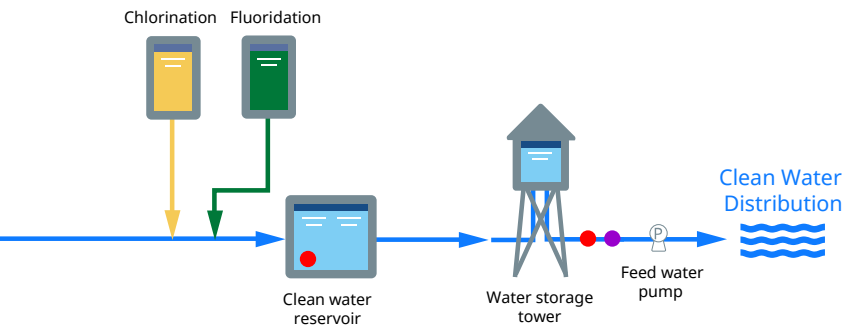 Chlorination
Fluoridation
Clean Water
Distribution
P
Feed water
pump
Clean water
reservoir
Water storage
tower